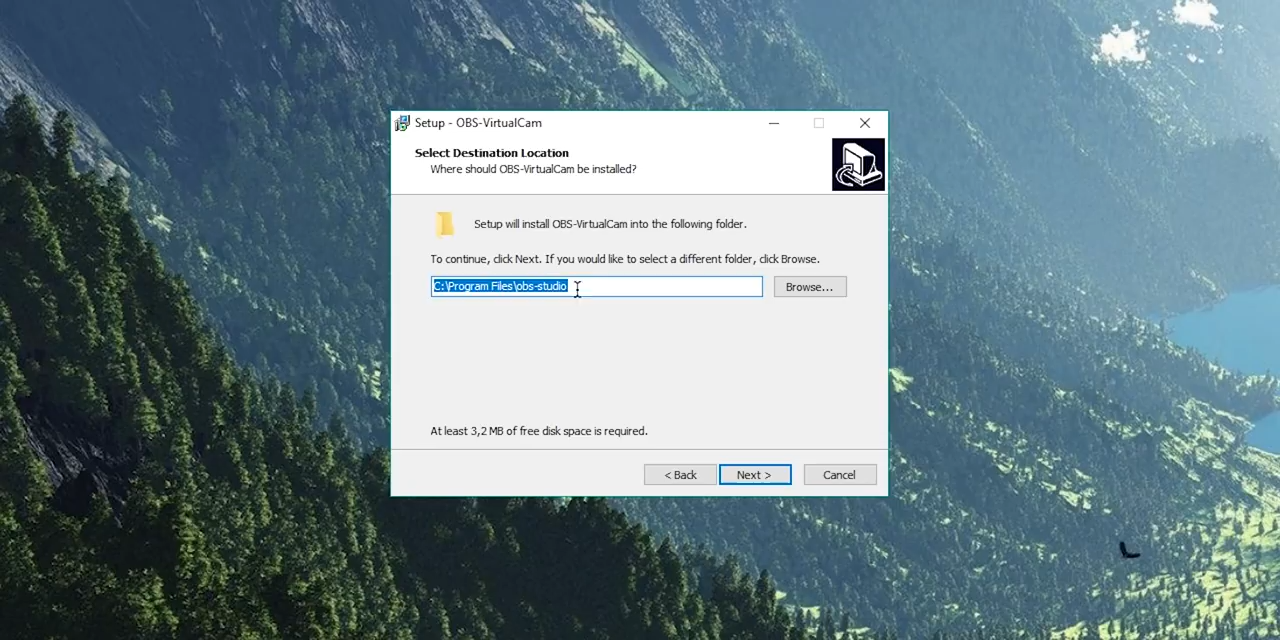 Setup - OBS-VirtualCam
Select Destination Location
Where should OBS-VirtualCam be installed?
Setup will install OBS-VirtualCam into the following folder.
To continue, click Next. If you would like to select a different folder, click Browse.
C:\Program Files\obs-studio
Browse...
At least 3,2 MB of free disk space is required.
< Back
Next >
Cancel